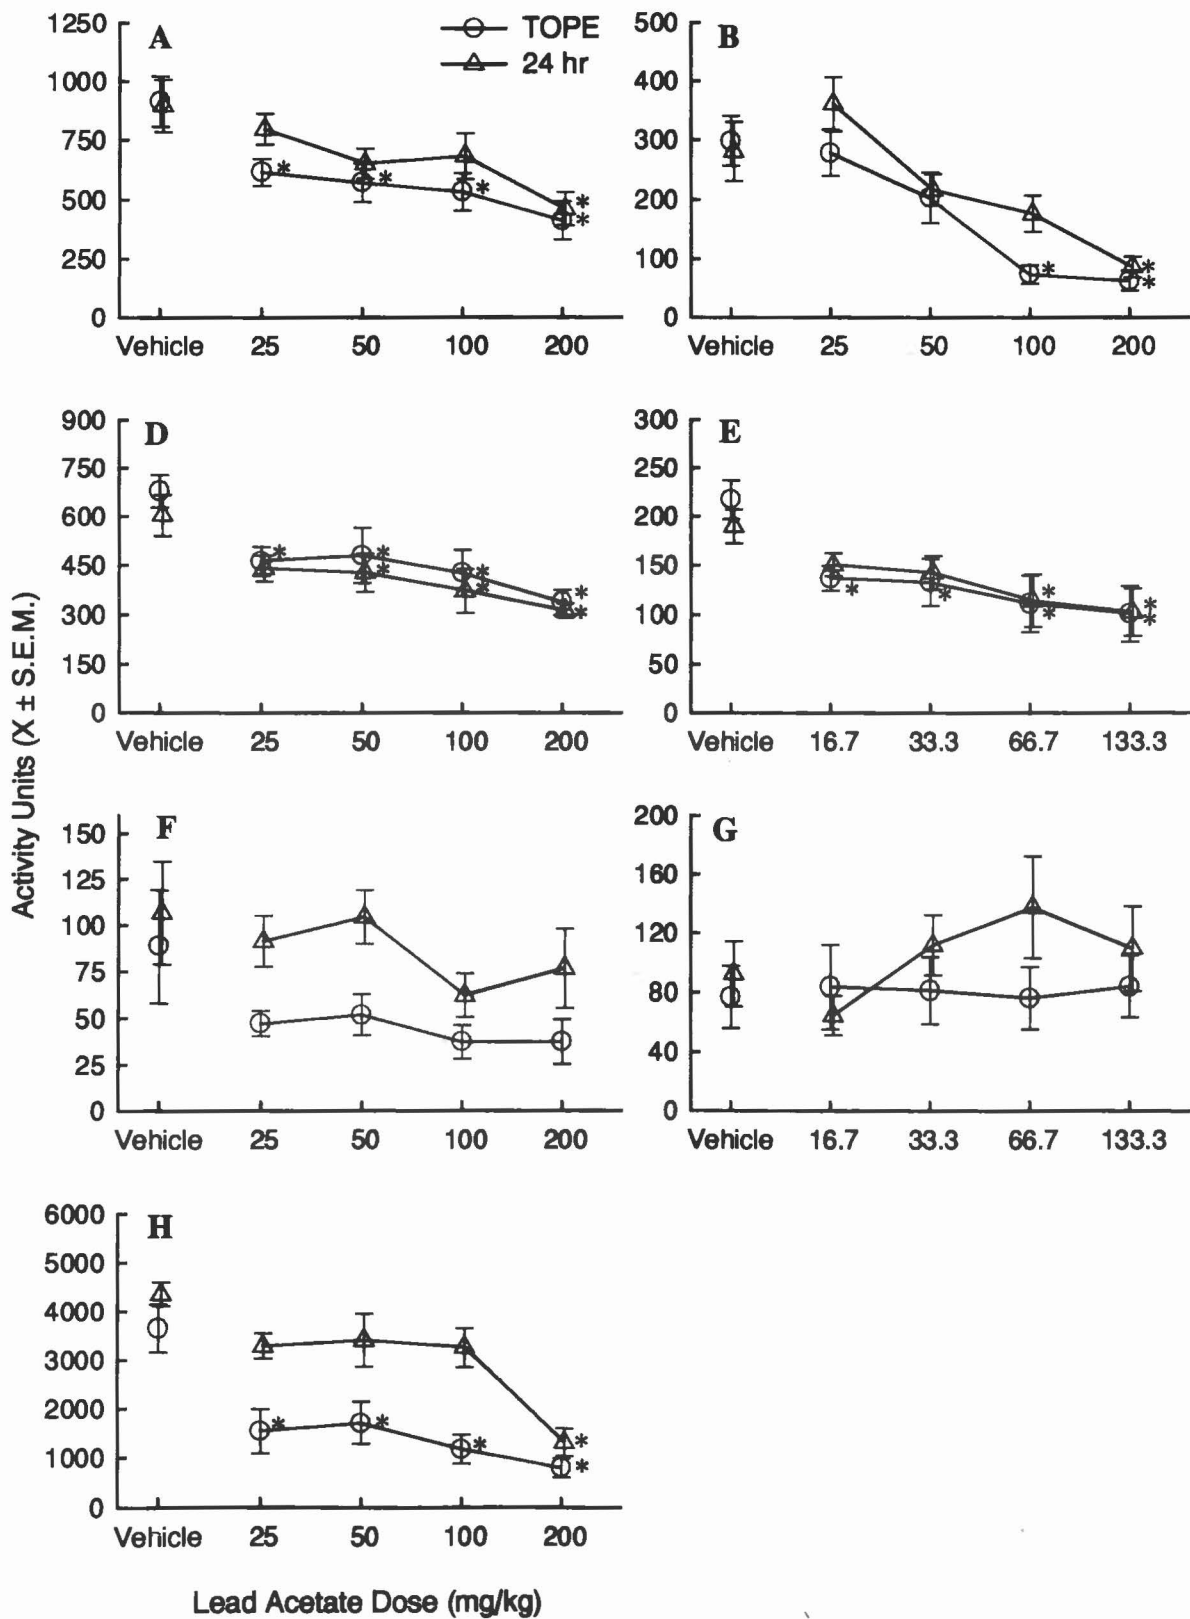 A
TOPE
24 hr
1250
1000
750
500
250
0
* * * * *
Vehicle 25 50 100 200
B
500
400
300
200
100
0
* * *
Vehicle 25 50 100 200
D
900
750
600
450
300
150
0
* * * * * * *
Vehicle 25 50 100 200
E
300
250
200
150
100
50
0
* * * * * *
Vehicle 16.7 33.3 66.7 133.3
F
150
125
100
75
50
25
0
Vehicle 25 50 100 200
G
200
160
120
80
40
0
Vehicle 16.7 33.3 66.7 133.3
H
6000
5000
4000
3000
2000
1000
0
* * * * *
Vehicle 25 50 100 200
Activity Units (X ± S.E.M.)
Lead Acetate Dose (mg/kg)